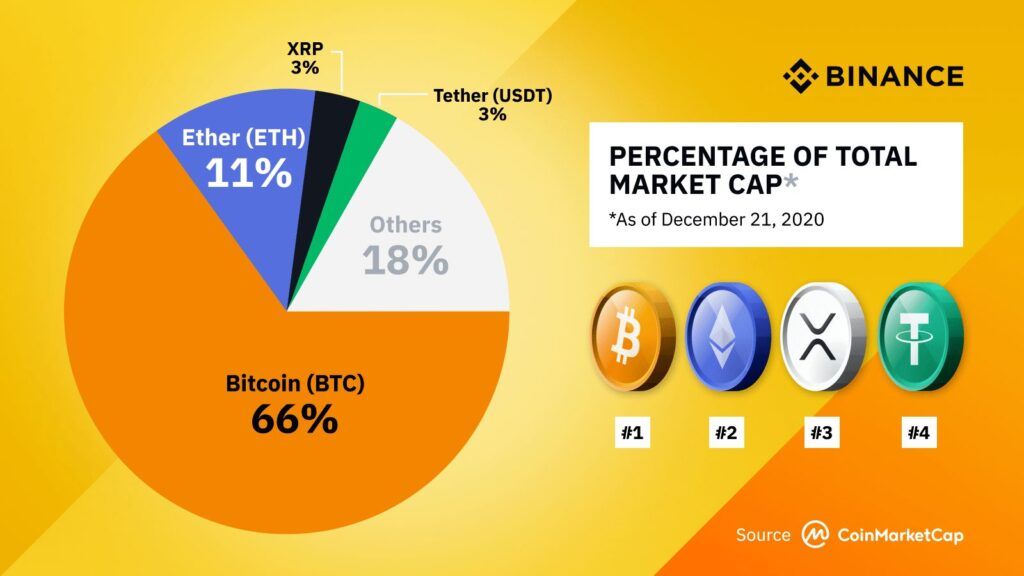 XRP
3%
Tether (USDT)
3%
Ether (ETH)
11%
Others
18%
Bitcoin (BTC)
66%
BINANCE
PERCENTAGE OF TOTAL
MARKET CAP*
*As of December 21, 2020
#1 #2 #3 #4
Source CoinMarketCap